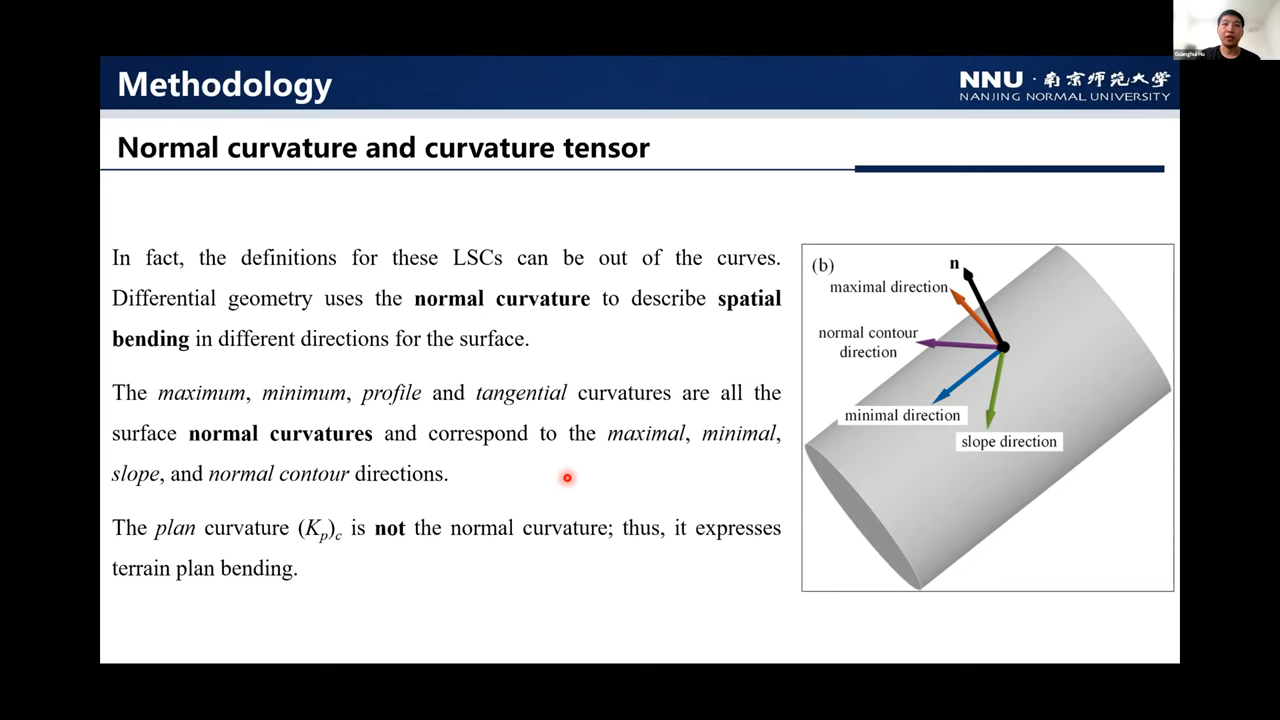 Guanghui Hu
Methodology
NNU · 南京师范大学
NANJING NORMAL UNIVERSITY
Normal curvature and curvature tensor
In fact, the definitions for these LSCs can be out of the curves.
Differential geometry uses the normal curvature to describe spatial
bending in different directions for the surface.
The maximum, minimum, profile and tangential curvatures are all the
surface normal curvatures and correspond to the maximal, minimal,
slope, and normal contour directions.
The plan curvature (Kp)c is not the normal curvature; thus, it expresses
terrain plan bending.
(b)
n
maximal direction
normal contour
direction
minimal direction
slope direction